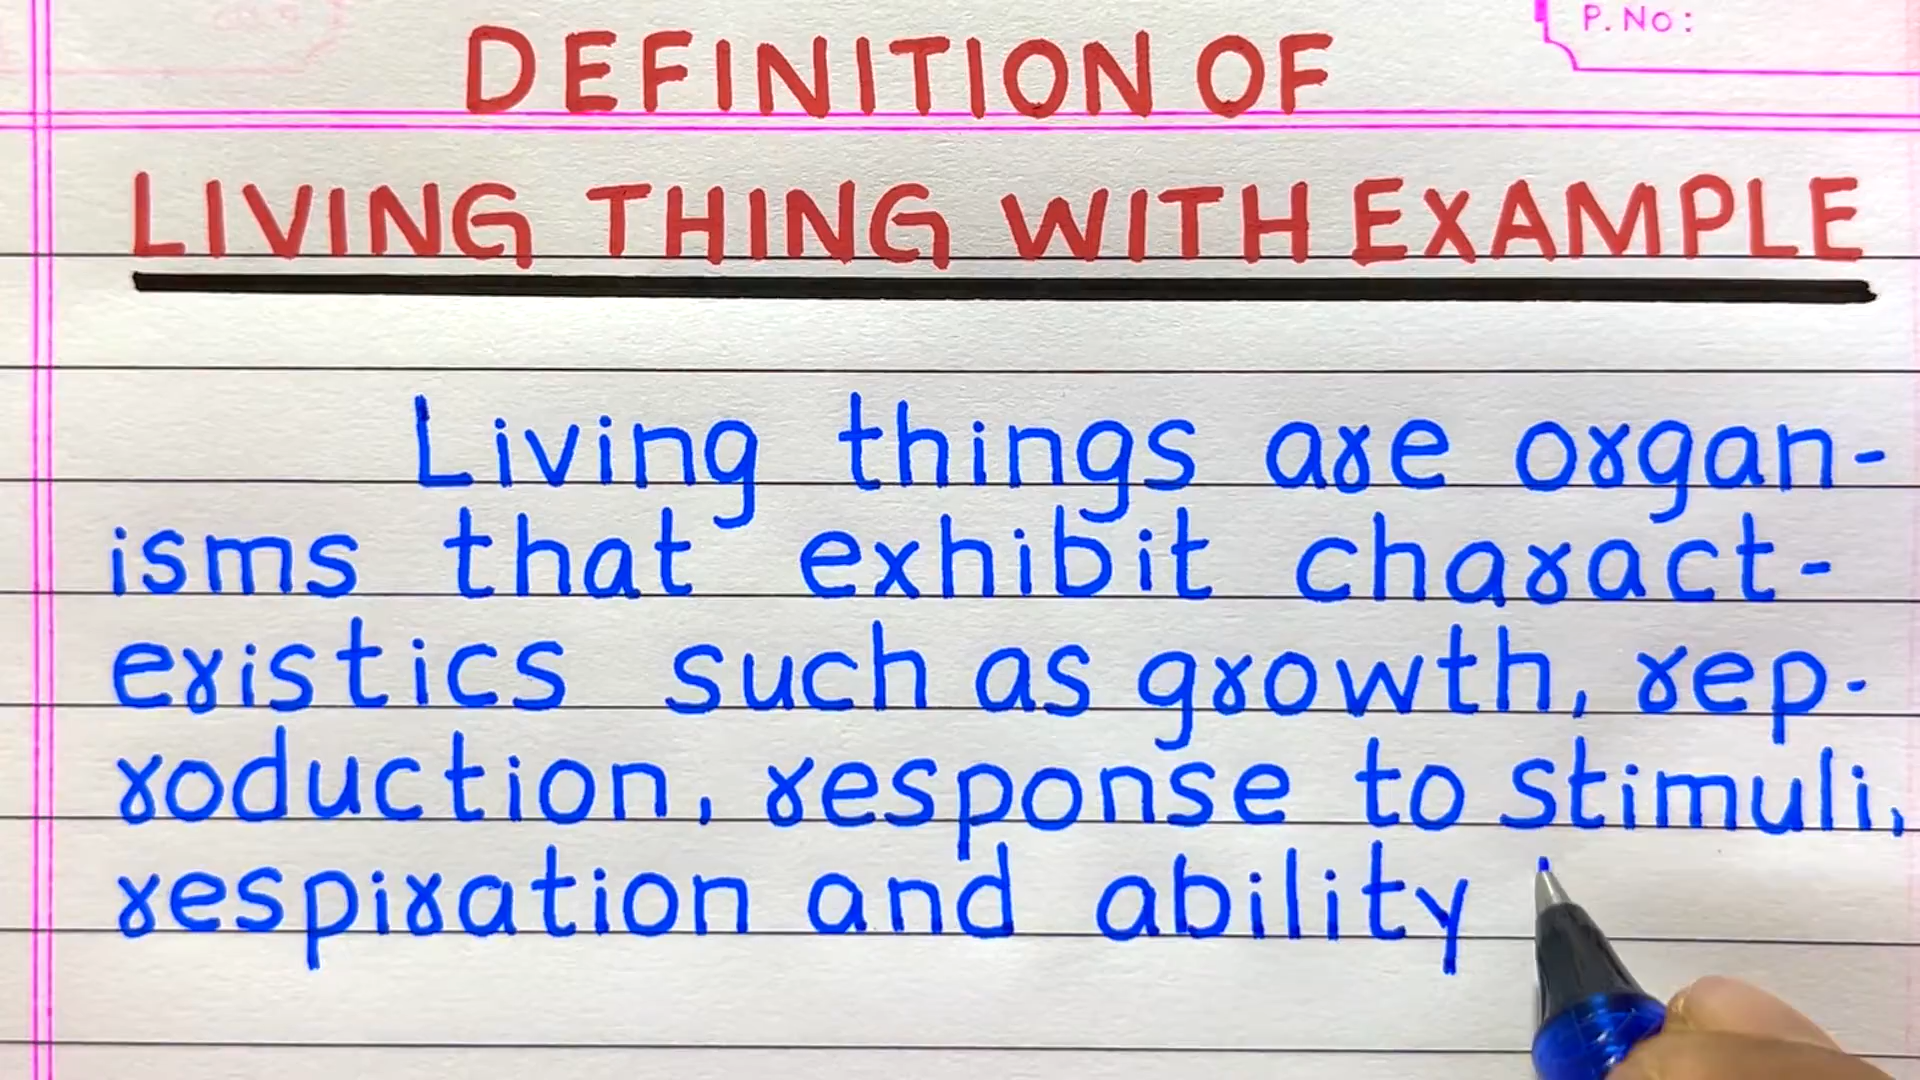 P. No:
DEFINITION OF
LIVING THING WITH EXAMPLE
Living things are organ-
isms that exhibit charact-
eristics such as growth, rep-
roduction, response to stimuli,
respiration and ability